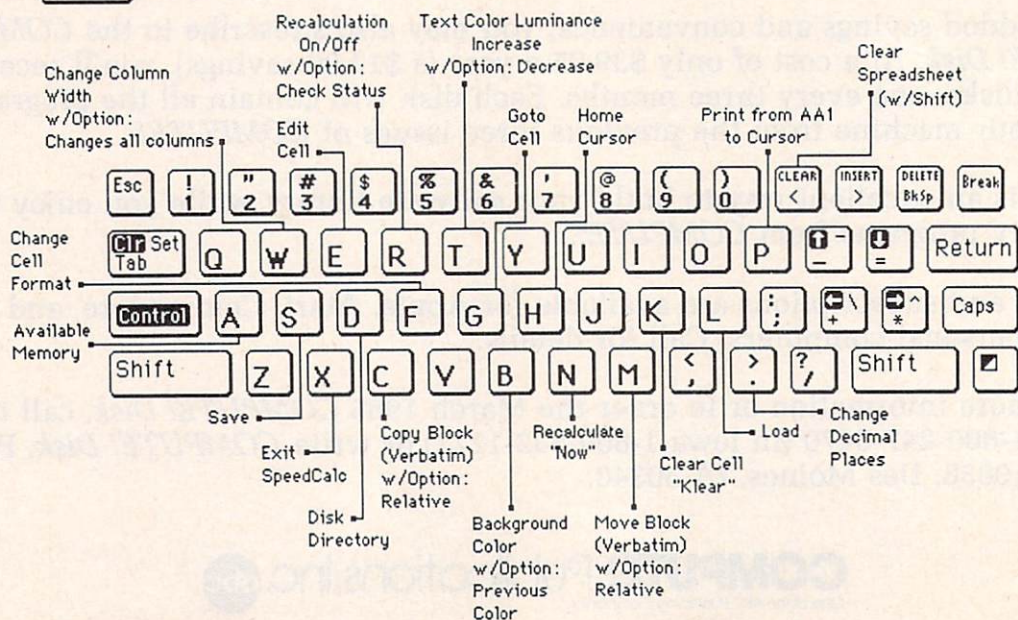 Recalculation
On/Off
w/Option:
Check Status
Text Color Luminance
Increase
w/Option: Decrease
Clear
Spreadsheet
(w/Shift)
Change Column
Width
w/Option:
Changes all columns
Edit
Cell
Goto
Cell
Home
Cursor
Print from AA1
to Cursor
Esc ! 1 " 2 # 3 $ 4 % 5 & 6 ' 7 @ 8 ( 9 ) 0 CLEAR < INSERT > DELETE BkSp Break
Change
Cell
Format
Clr Set Tab Q W E R T Y U I O P – _ = Return
Available
Memory
Control A S D F G H J K L : ; \ + ^ * Caps
Shift Z X C V B N M < , > . ? / Shift
Save
Exit
SpeedCalc
Disk
Directory
Copy Block
(Verbatim)
w/Option:
Relative
Background
Color
w/Option:
Previous
Color
Recalculate
"Now"
Move Block
(Verbatim)
w/Option:
Relative
Clear Cell
"Klear"
Load
Change
Decimal
Places